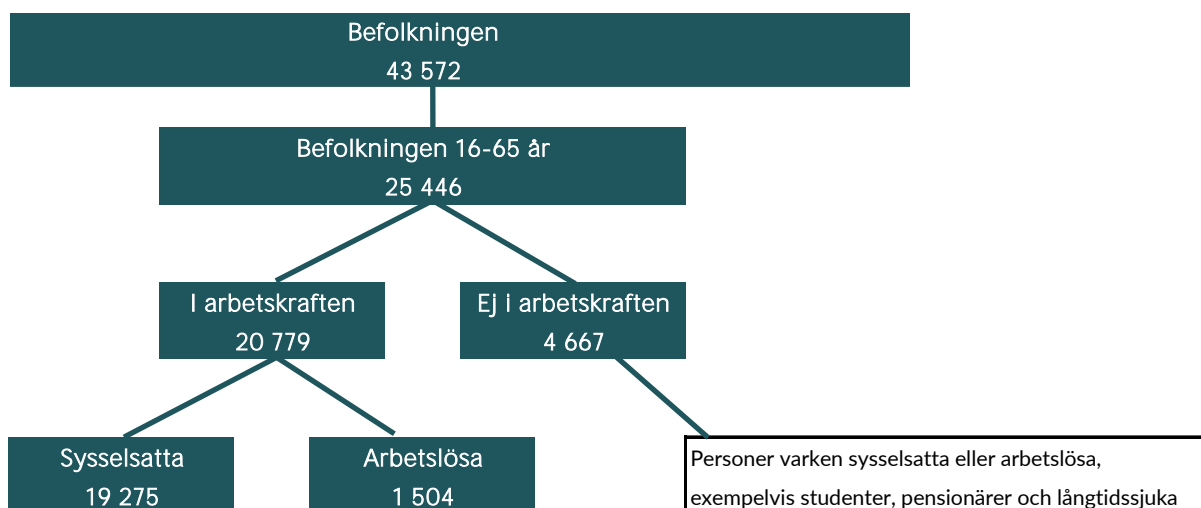 Befolkningen
43 572
Befolkningen 16-65 år
25 446
I arbetskraften
20 779
Ej i arbetskraften
4 667
Sysselsatta
19 275
Arbetslösa
1 504
Personer varken sysselsatta eller arbetslösa,
exempelvis studenter, pensionärer och långtidssjuka